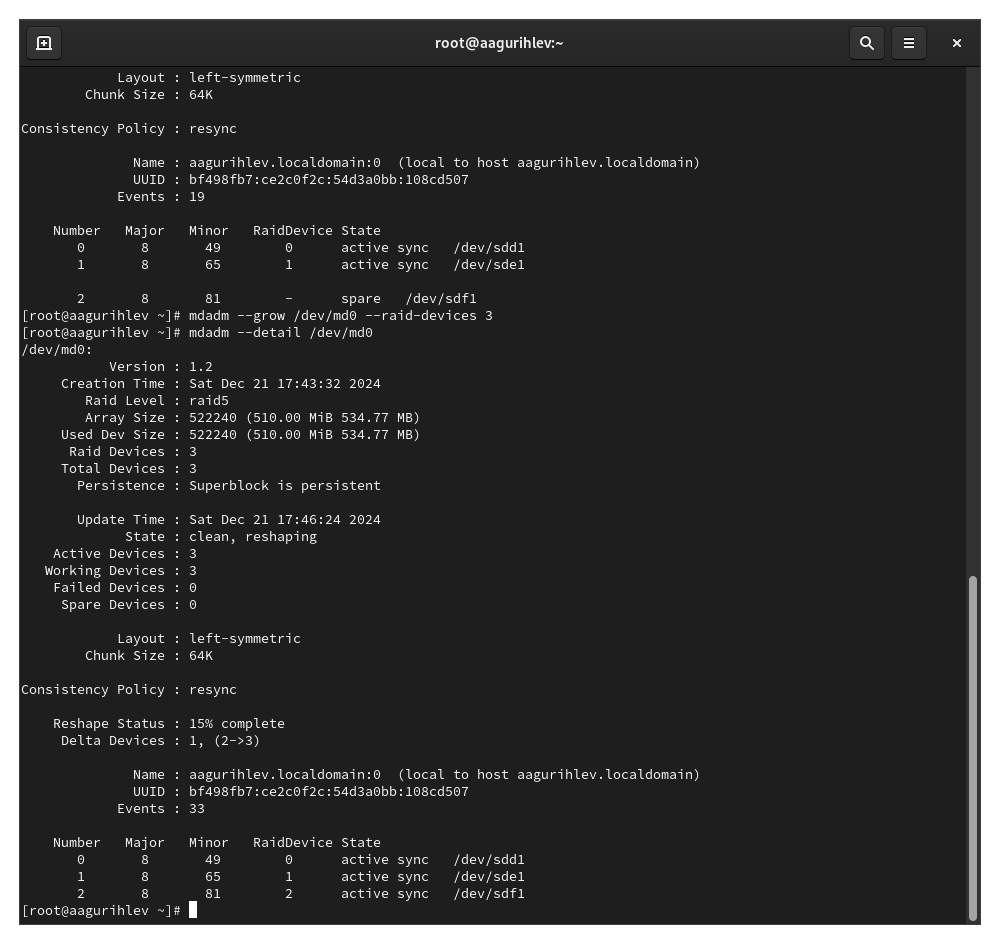 root@aagurihlev:~
Layout : left-symmetric
Chunk Size : 64K
Consistency Policy : resync
Name : aagurihlev.localdomain:0  (local to host aagurihlev.localdomain)
UUID : bf498fb7:ce2c0f2c:54d3a0bb:108cd507
Events : 19
Number   Major   Minor   RaidDevice State
0       8       49        0      active sync   /dev/sdd1
1       8       65        1      active sync   /dev/sde1
2       8       81        -      spare   /dev/sdf1
[root@aagurihlev ~]# mdadm --grow /dev/md0 --raid-devices 3
[root@aagurihlev ~]# mdadm --detail /dev/md0
/dev/md0:
Version : 1.2
Creation Time : Sat Dec 21 17:43:32 2024
Raid Level : raid5
Array Size : 522240 (510.00 MiB 534.77 MB)
Used Dev Size : 522240 (510.00 MiB 534.77 MB)
Raid Devices : 3
Total Devices : 3
Persistence : Superblock is persistent
Update Time : Sat Dec 21 17:46:24 2024
State : clean, reshaping
Active Devices : 3
Working Devices : 3
Failed Devices : 0
Spare Devices : 0
Layout : left-symmetric
Chunk Size : 64K
Consistency Policy : resync
Reshape Status : 15% complete
Delta Devices : 1, (2->3)
Name : aagurihlev.localdomain:0  (local to host aagurihlev.localdomain)
UUID : bf498fb7:ce2c0f2c:54d3a0bb:108cd507
Events : 33
Number   Major   Minor   RaidDevice State
0       8       49        0      active sync   /dev/sdd1
1       8       65        1      active sync   /dev/sde1
2       8       81        2      active sync   /dev/sdf1
[root@aagurihlev ~]#